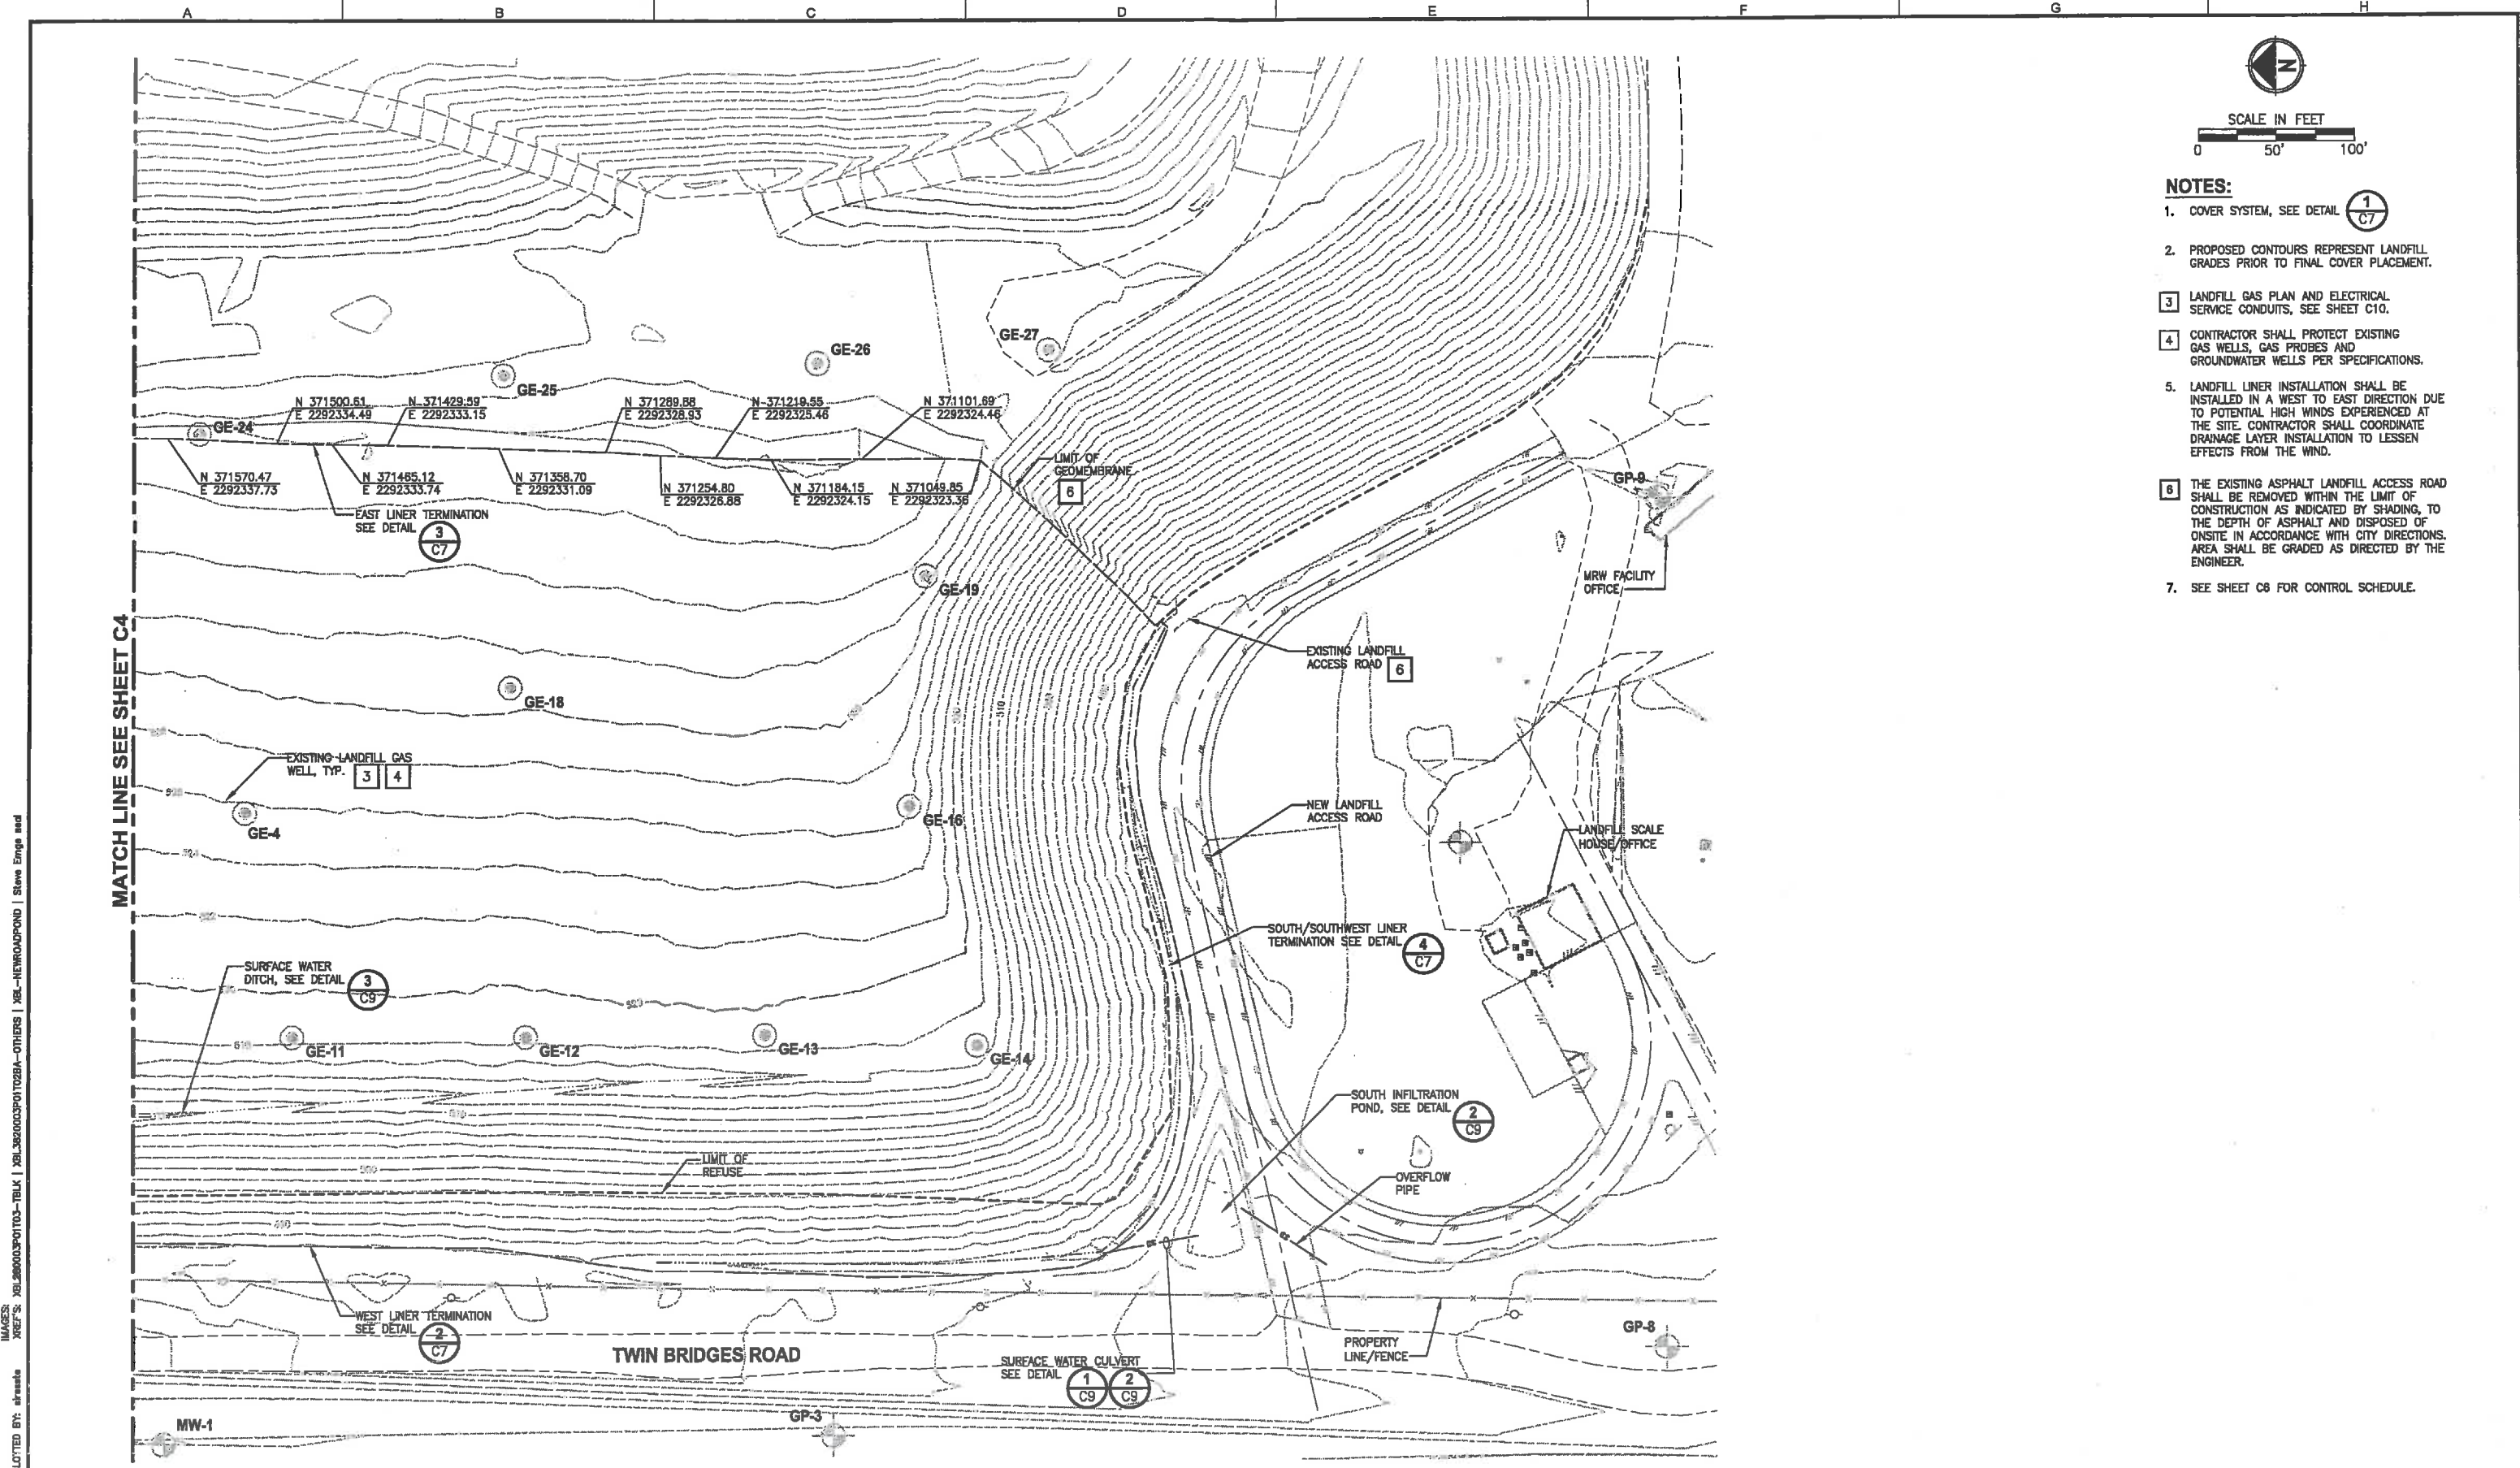 A B C D E F G H
N
SCALE IN FEET
0 50' 100'
NOTES:
1. COVER SYSTEM, SEE DETAIL 1 C7
2. PROPOSED CONTOURS REPRESENT LANDFILL
GRADES PRIOR TO FINAL COVER PLACEMENT.
3 LANDFILL GAS PLAN AND ELECTRICAL
SERVICE CONDUITS, SEE SHEET C10.
4 CONTRACTOR SHALL PROTECT EXISTING
GAS WELLS, GAS PROBES AND
GROUNDWATER WELLS PER SPECIFICATIONS.
5. LANDFILL LINER INSTALLATION SHALL BE
INSTALLED IN A WEST TO EAST DIRECTION DUE
TO POTENTIAL HIGH WINDS EXPERIENCED AT
THE SITE. CONTRACTOR SHALL COORDINATE
DRAINAGE LAYER INSTALLATION TO LESSEN
EFFECTS FROM THE WIND.
6 THE EXISTING ASPHALT LANDFILL ACCESS ROAD
SHALL BE REMOVED WITHIN THE LIMIT OF
CONSTRUCTION AS INDICATED BY SHADING, TO
THE DEPTH OF ASPHALT AND DISPOSED OF
ONSITE IN ACCORDANCE WITH CITY DIRECTIONS.
AREA SHALL BE GRADED AS DIRECTED BY THE
ENGINEER.
7. SEE SHEET C6 FOR CONTROL SCHEDULE.
GE-27
GE-26
GE-25
N 371500.61
E 2292334.49
N 371429.59
E 2292333.15
N 371289.88
E 2292328.93
N 371219.55
E 2292325.46
N 371101.69
E 2292324.46
GE-24
N 371570.47
E 2292337.73
N 371465.12
E 2292333.74
N 371358.70
E 2292331.09
N 371254.80
E 2292326.88
N 371184.15
E 2292324.15
N 371049.85
E 2292323.36
LIMIT OF
GEOMEMBRANE
6
GP-9
EAST LINER TERMINATION
SEE DETAIL
3
C7
MRW FACILITY
OFFICE
GE-19
MATCH LINE SEE SHEET C4
EXISTING LANDFILL
ACCESS ROAD 6
GE-18
510
EXISTING LANDFILL GAS
WELL, TYP. 3 4
GE-4
GE-16
NEW LANDFILL
ACCESS ROAD
LANDFILL SCALE
HOUSE/OFFICE
SOUTH/SOUTHWEST LINER
TERMINATION SEE DETAIL
4
C7
SURFACE WATER
DITCH, SEE DETAIL
3
C9
GE-11
GE-12
GE-13
GE-14
SOUTH INFILTRATION
POND, SEE DETAIL
2
C9
LIMIT OF
REFUSE
500
OVERFLOW
PIPE
WEST LINER TERMINATION
SEE DETAIL
2
C7
TWIN BRIDGES ROAD
SURFACE WATER CULVERT
SEE DETAIL
1
C9
2
C9
PROPERTY
LINE/FENCE
GP-8
MW-1
GP-3
IMAGES: